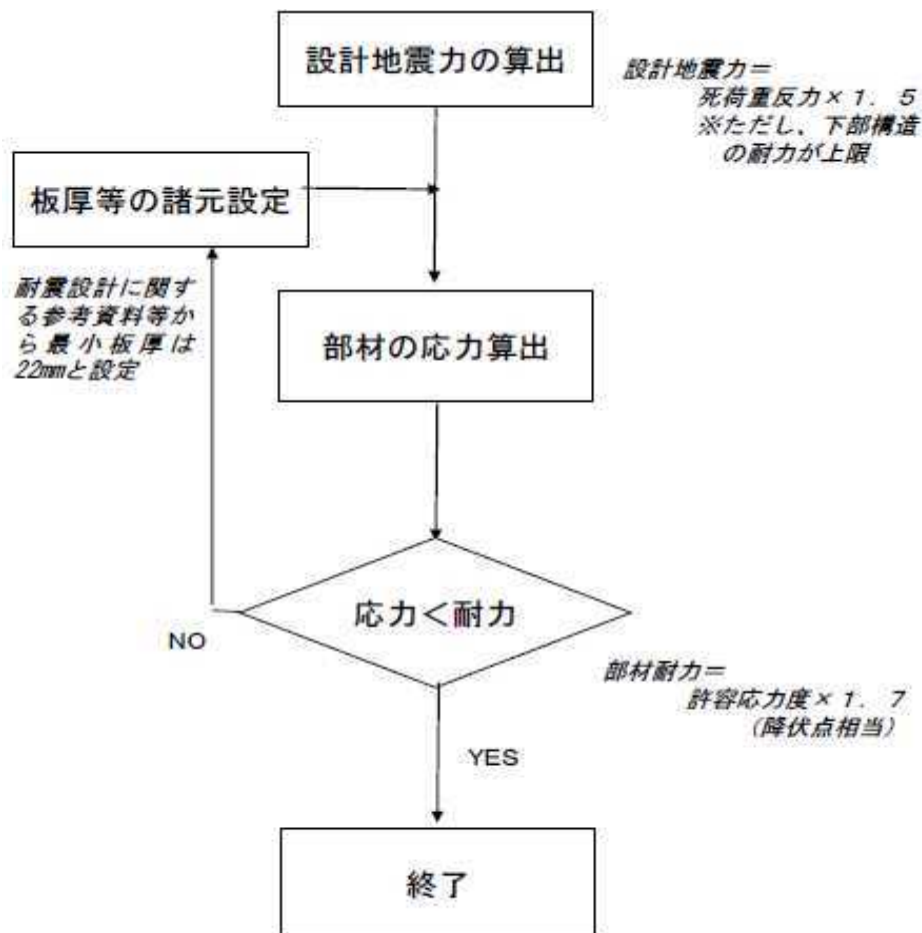 設計地震力の算出
設計地震力＝
死荷重反力×１．５
※ただし、下部構造
の耐力が上限
板厚等の諸元設定
耐震設計に関す
る参考資料等か
ら最小板厚は
22mmと設定
部材の応力算出
応力＜耐力
NO
部材耐力＝
許容応力度×１．７
（降伏点相当）
YES
終了